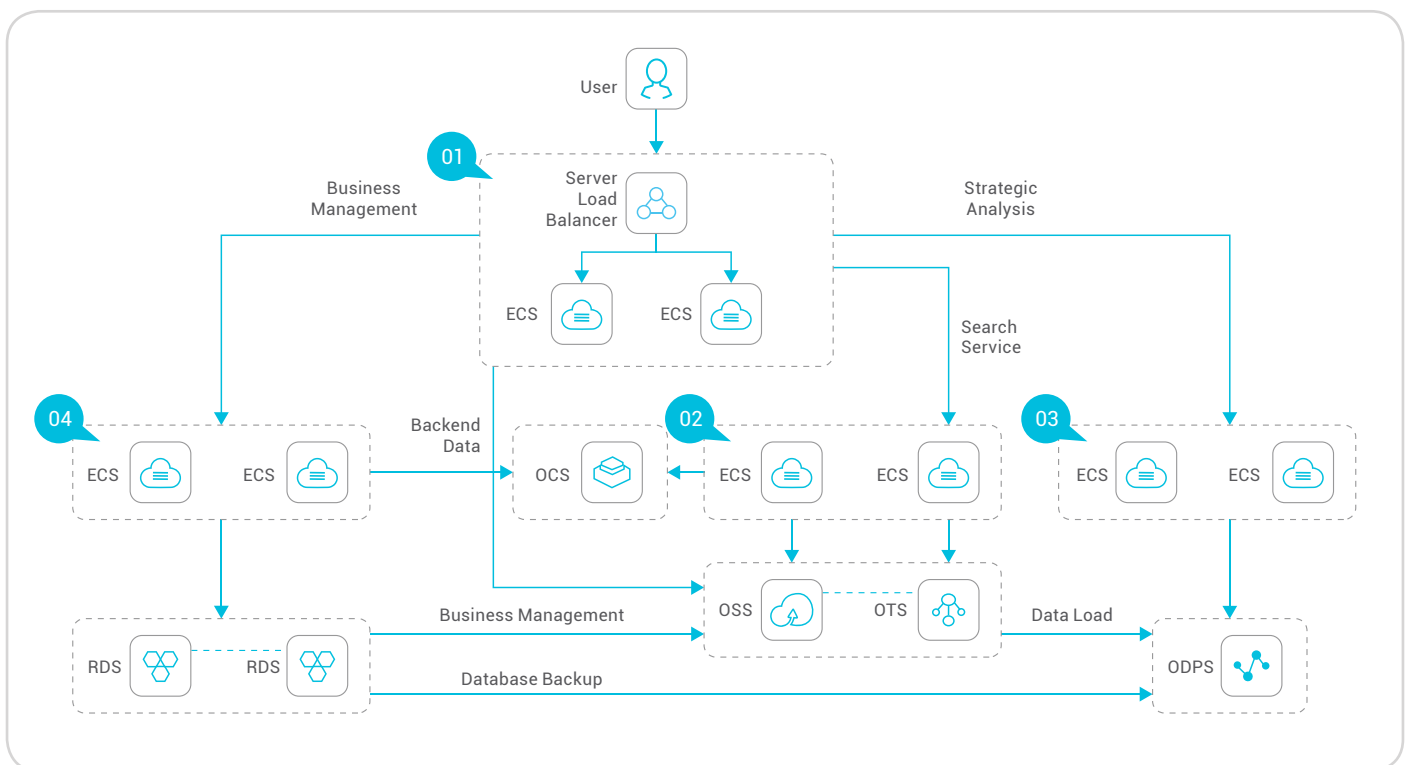 User
01
Server
Load
Balancer
Business
Management
Strategic
Analysis
ECS
ECS
Search
Service
04
Backend
Data
02
03
ECS
ECS
OCS
ECS
ECS
ECS
ECS
OSS
OTS
Business Management
Data Load
RDS
RDS
ODPS
Database Backup